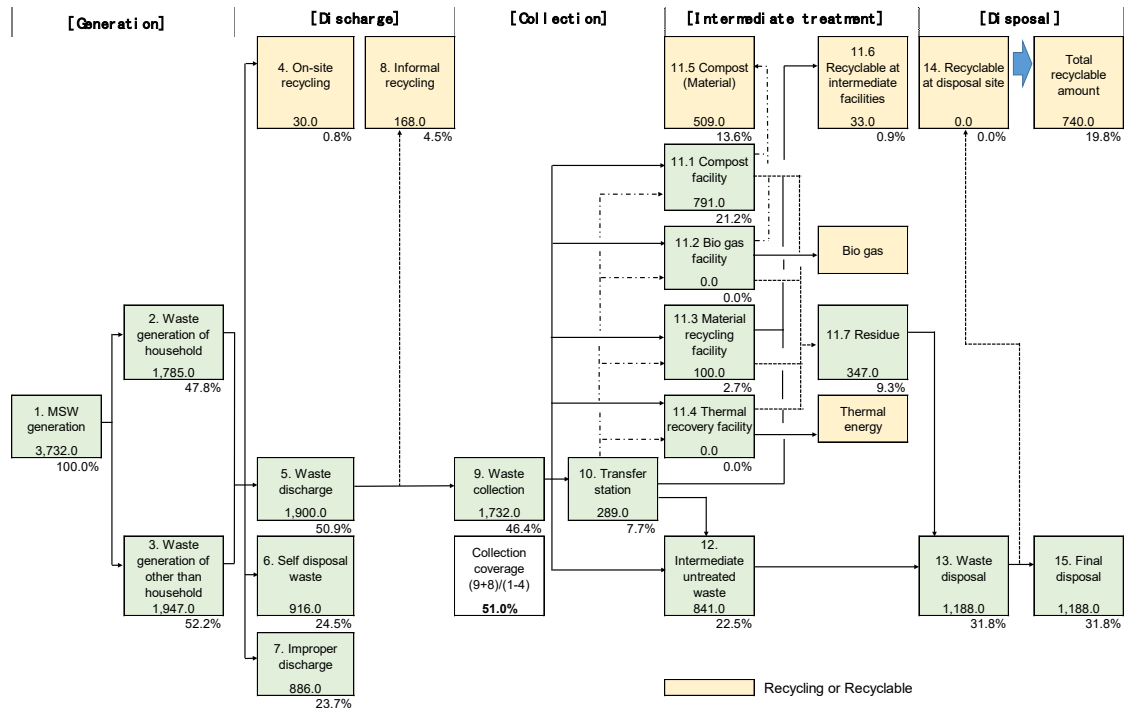 [Generation]
[Discharge]
[Collection]
[Intermediate treatment]
[Disposal]
4. On-site
recycling
30.0
0.8%
8. Informal
recycling
168.0
4.5%
11.5 Compost
(Material)
509.0
13.6%
11.6
Recyclable at
intermediate
facilities
33.0
0.9%
14. Recyclable
at disposal site
0.0
0.0%
Total
recyclable
amount
740.0
19.8%
11.1 Compost
facility
791.0
21.2%
11.2 Bio gas
facility
0.0
0.0%
Bio gas
2. Waste
generation of
household
1,785.0
47.8%
11.3 Material
recycling
facility
100.0
2.7%
11.7 Residue
347.0
9.3%
1. MSW
generation
3,732.0
100.0%
11.4 Thermal
recovery facility
0.0
0.0%
Thermal
energy
5. Waste
discharge
1,900.0
50.9%
9. Waste
collection
1,732.0
46.4%
10. Transfer
station
289.0
7.7%
3. Waste
generation of
other than
household
1,947.0
52.2%
6. Self disposal
waste
916.0
24.5%
Collection
coverage
(9+8)/(1-4)
51.0%
12.
Intermediate
untreated
waste
841.0
22.5%
13. Waste
disposal
1,188.0
31.8%
15. Final
disposal
1,188.0
31.8%
7. Improper
discharge
886.0
23.7%
Recycling or Recyclable